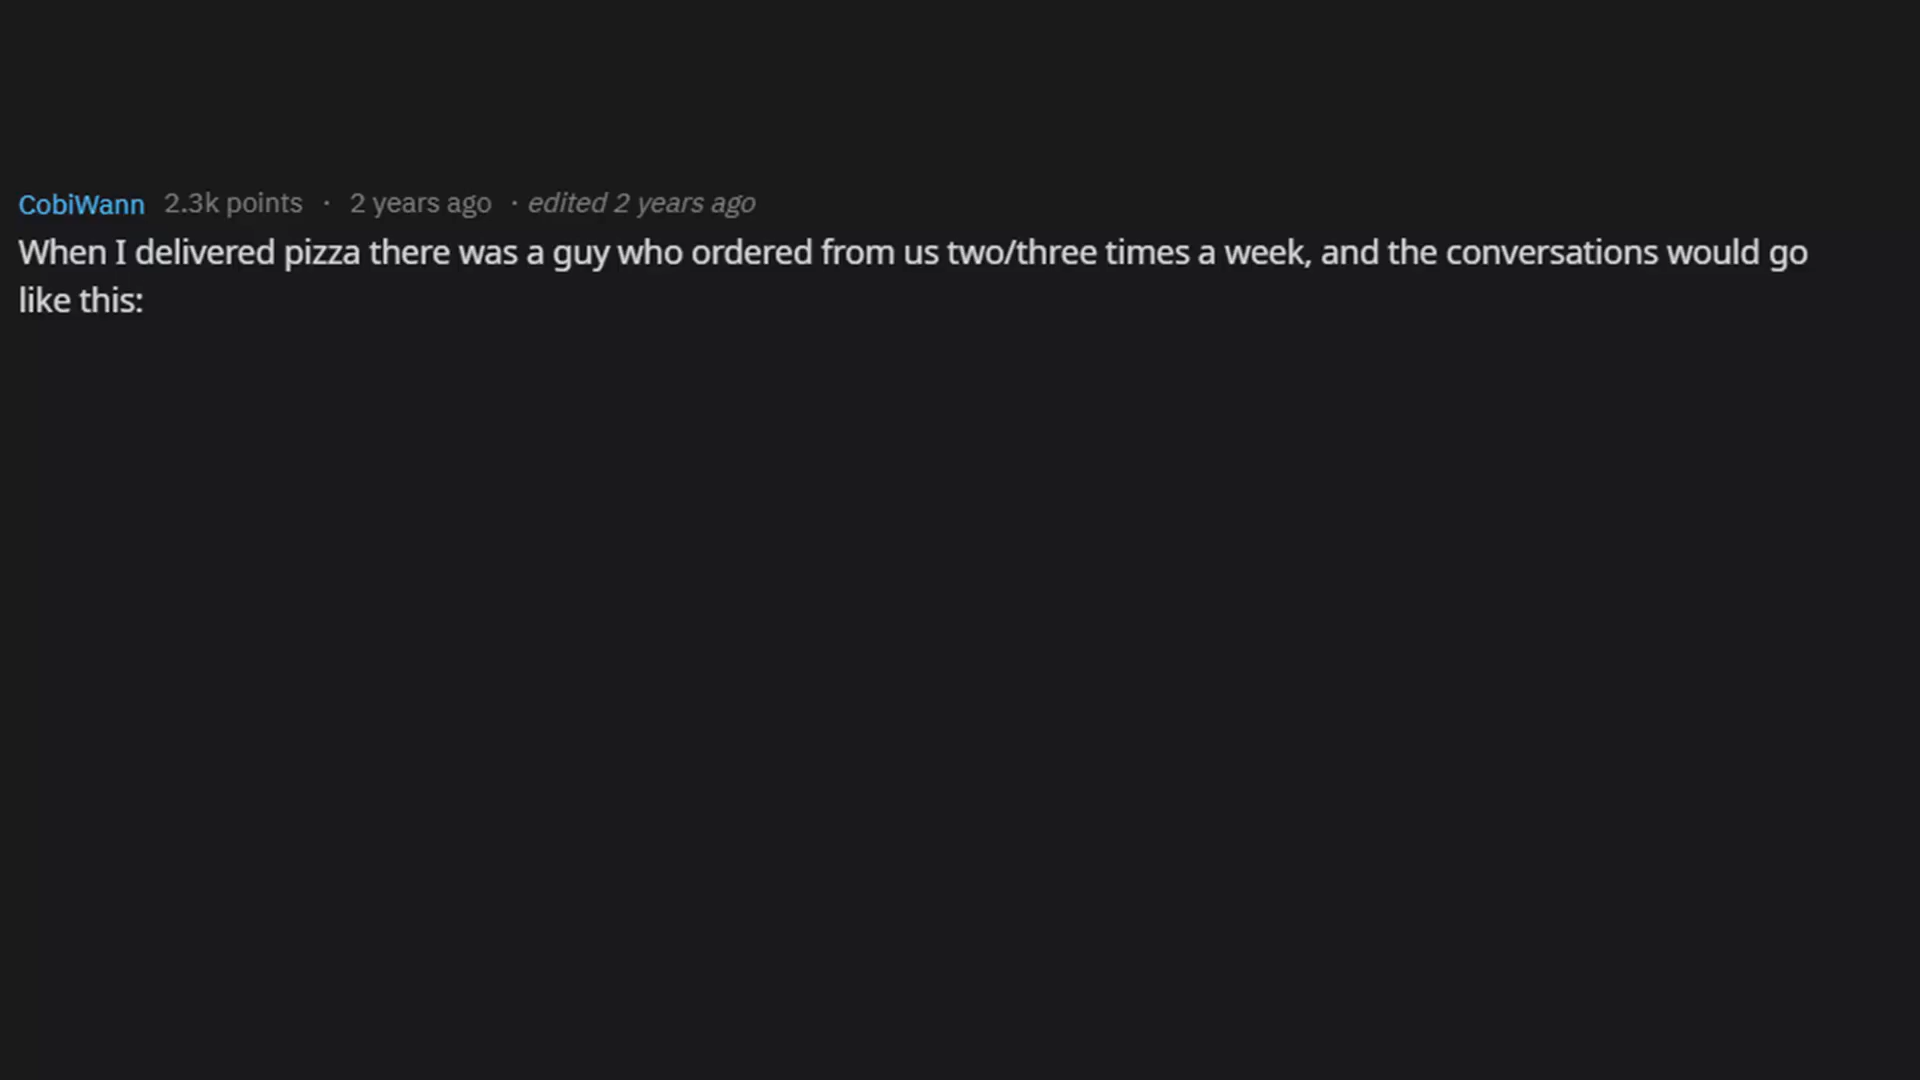 CobiWann 2.3k points · 2 years ago · edited 2 years ago
When I delivered pizza there was a guy who ordered from us two/three times a week, and the conversations would go
like this: